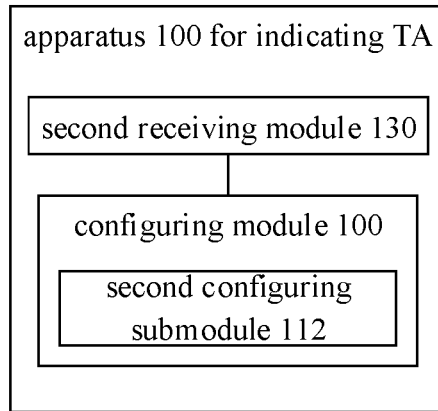 apparatus 100 for indicating TA
second receiving module 130
configuring module 100
second configuring
submodule 112